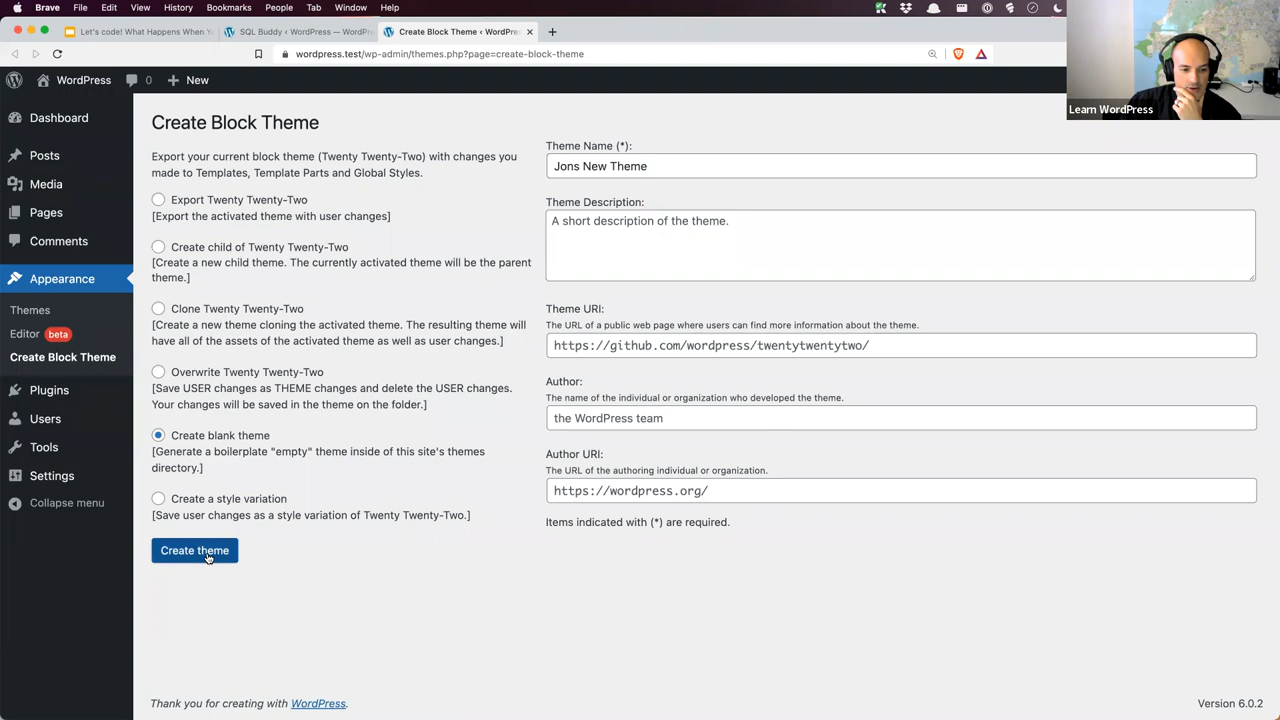 Brave File Edit View History Bookmarks People Tab Window Help
Let's code! What Happens When Y
SQL Buddy ‹ WordPress — WordPr
Create Block Theme ‹ WordPre
wordpress.test/wp-admin/themes.php?page=create-block-theme
WordPress 0 New
Learn WordPress
Dashboard
Posts
Media
Pages
Comments
Appearance
Themes
Editor beta
Create Block Theme
Plugins
Users
Tools
Settings
Collapse menu
Create Block Theme
Export your current block theme (Twenty Twenty-Two) with changes you
made to Templates, Template Parts and Global Styles.
Export Twenty Twenty-Two
[Export the activated theme with user changes]
Create child of Twenty Twenty-Two
[Create a new child theme. The currently activated theme will be the parent
theme.]
Clone Twenty Twenty-Two
[Create a new theme cloning the activated theme. The resulting theme will
have all of the assets of the activated theme as well as user changes.]
Overwrite Twenty Twenty-Two
[Save USER changes as THEME changes and delete the USER changes.
Your changes will be saved in the theme on the folder.]
Create blank theme
[Generate a boilerplate "empty" theme inside of this site's themes
directory.]
Create a style variation
[Save user changes as a style variation of Twenty Twenty-Two.]
Create theme
Theme Name (*):
Jons New Theme
Theme Description:
A short description of the theme.
Theme URI:
The URL of a public web page where users can find more information about the theme.
https://github.com/wordpress/twentytwentytwo/
Author:
The name of the individual or organization who developed the theme.
the WordPress team
Author URI:
The URL of the authoring individual or organization.
https://wordpress.org/
Items indicated with (*) are required.
Thank you for creating with WordPress.
Version 6.0.2